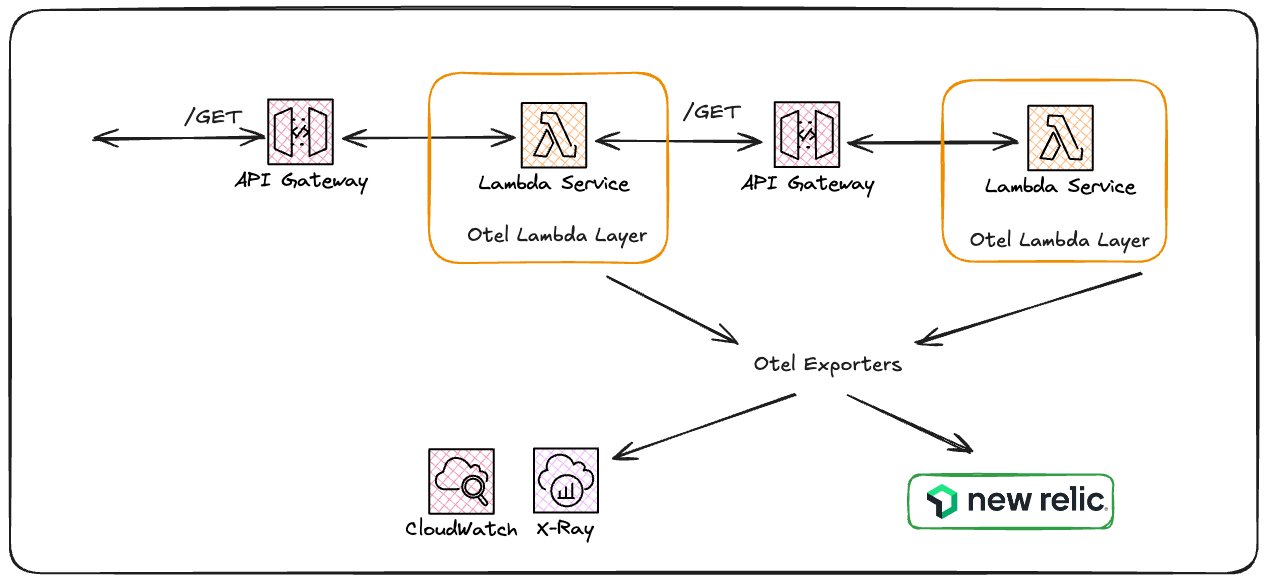 /GET
/GET
API Gateway
Lambda Service
API Gateway
Lambda Service
Otel Lambda Layer
Otel Lambda Layer
Otel Exporters
new relic.
CloudWatch
X-Ray